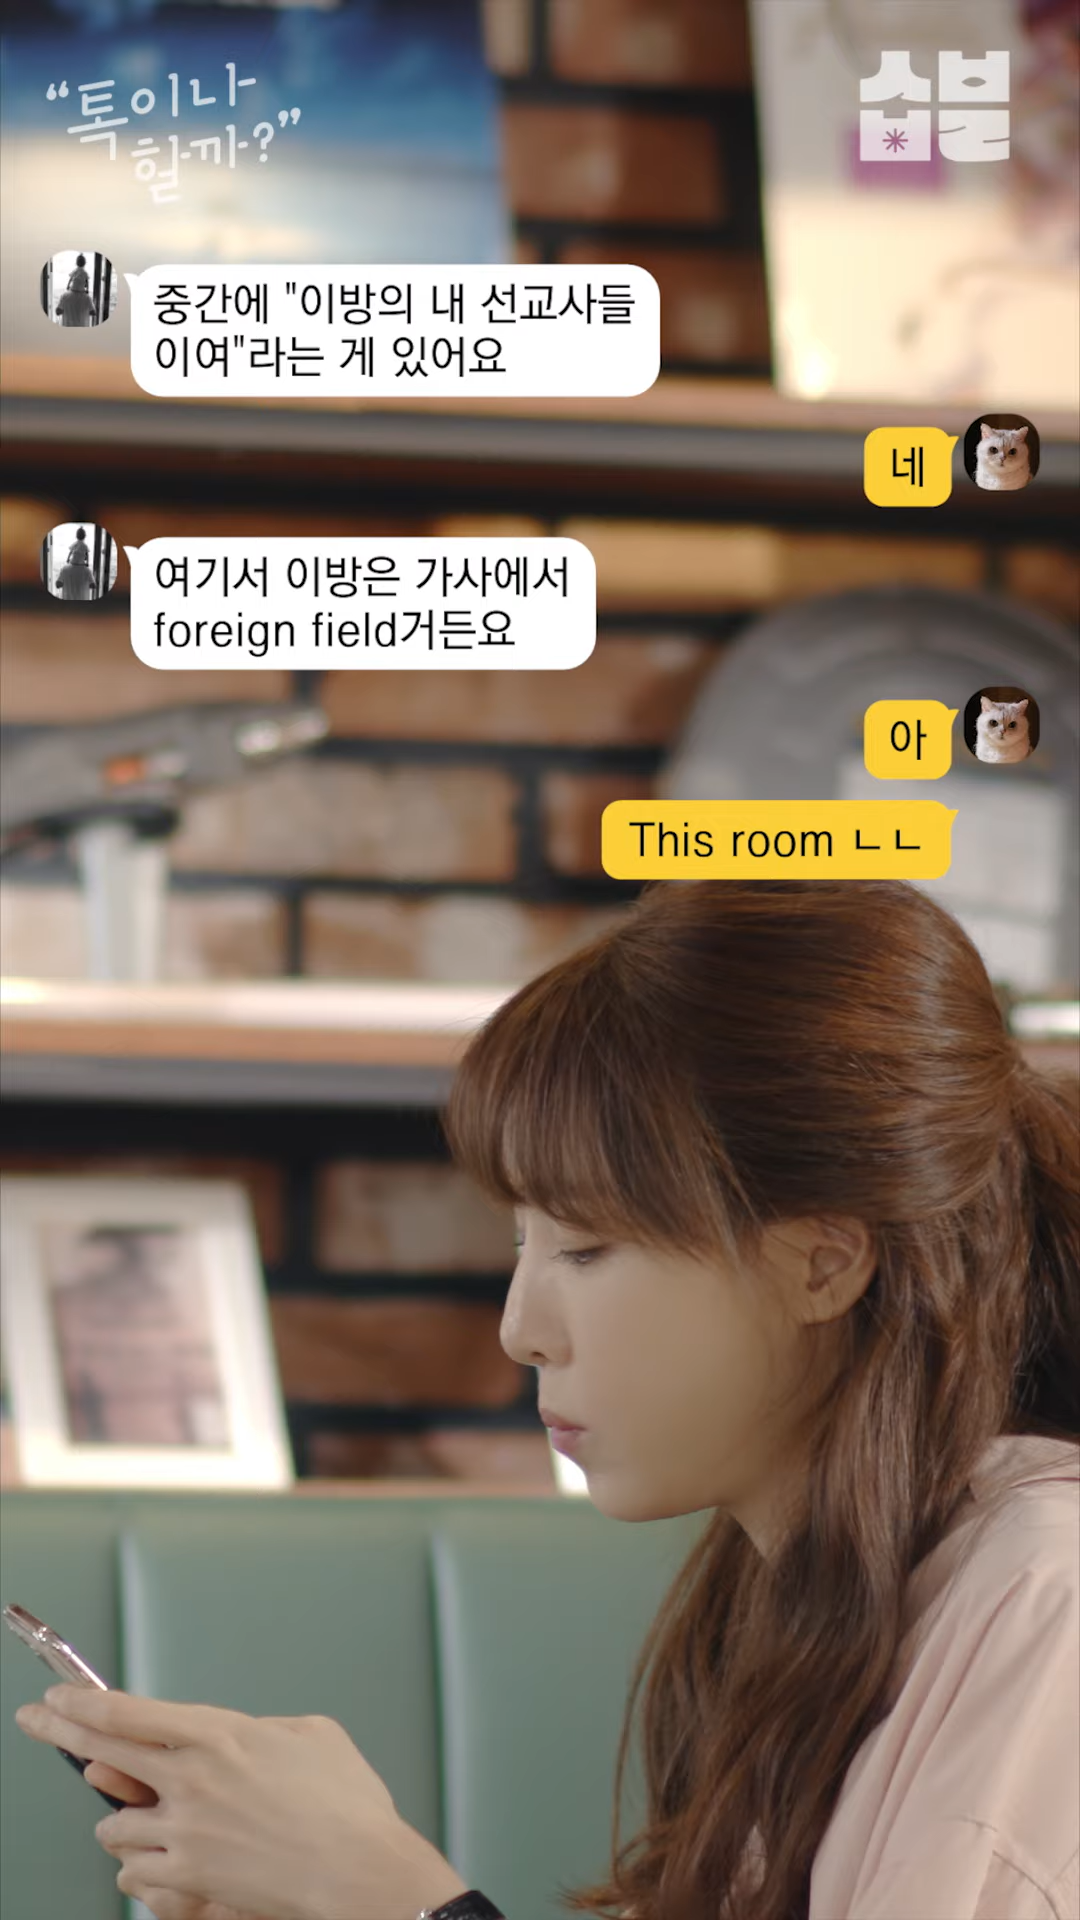 “톡이나
할까?”
숍불
중간에 "이방의 내 선교사들
이여"라는 게 있어요
네
여기서 이방은 가사에서
foreign field거든요
아
This room ㄴㄴ